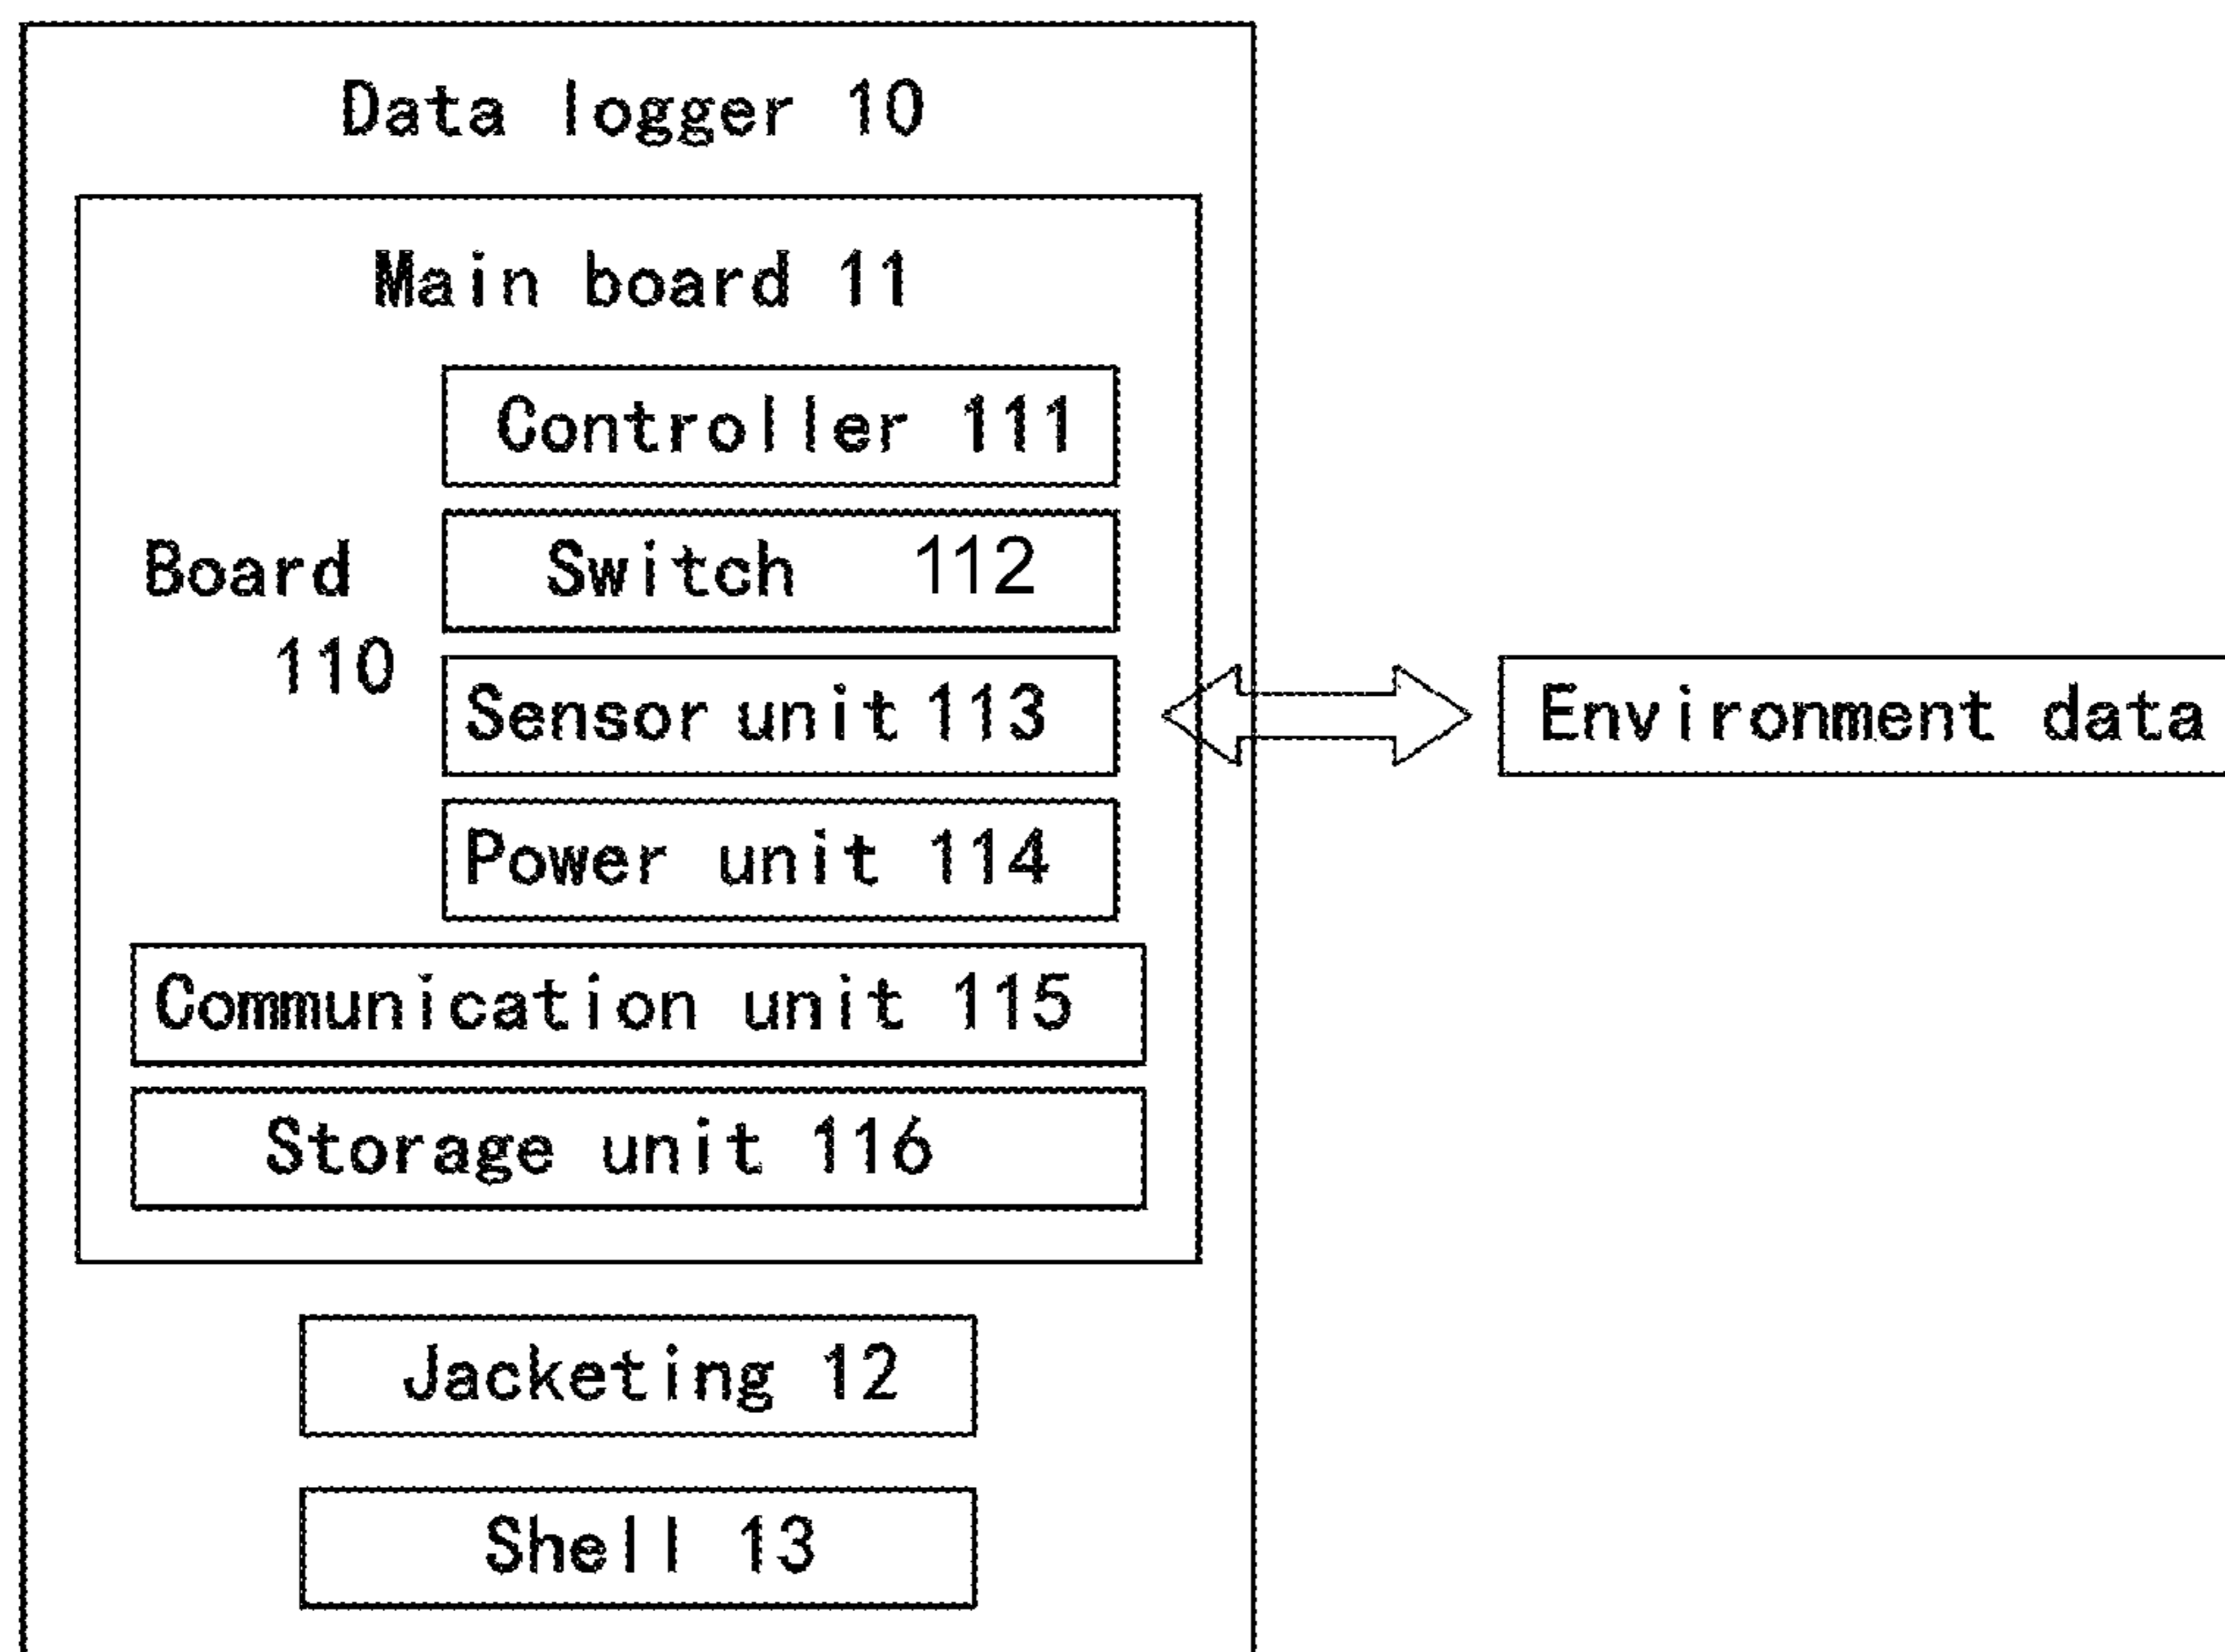 Data logger 10
Main board 11
Controller 111
Board
110
Switch 112
Sensor unit 113
Environment data
Power unit 114
Communication unit 115
Storage unit 116
Jacketing 12
Shell 13